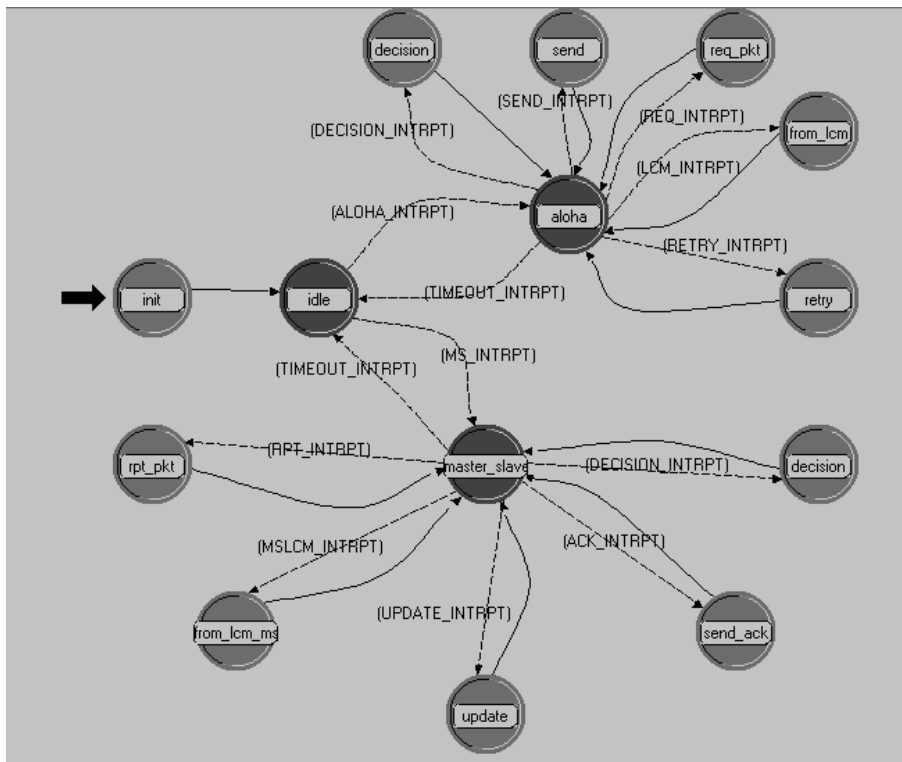 decision
send
req_pkt
(SEND_INTRPT)
(DECISION_INTRPT)
(REQ_INTRPT)
from_lcm
(LCM_INTRPT)
(ALOHA_INTRPT)
aloha
(RETRY_INTRPT)
init
idle
(TIMEOUT_INTRPT)
retry
(MS_INTRPT)
(TIMEOUT_INTRPT)
rpt_pkt
(RPT_INTRPT)
master_slave
(DECISION_INTRPT)
decision
(MSLCM_INTRPT)
(ACK_INTRPT)
(UPDATE_INTRPT)
from_lcm_ms
send_ack
update